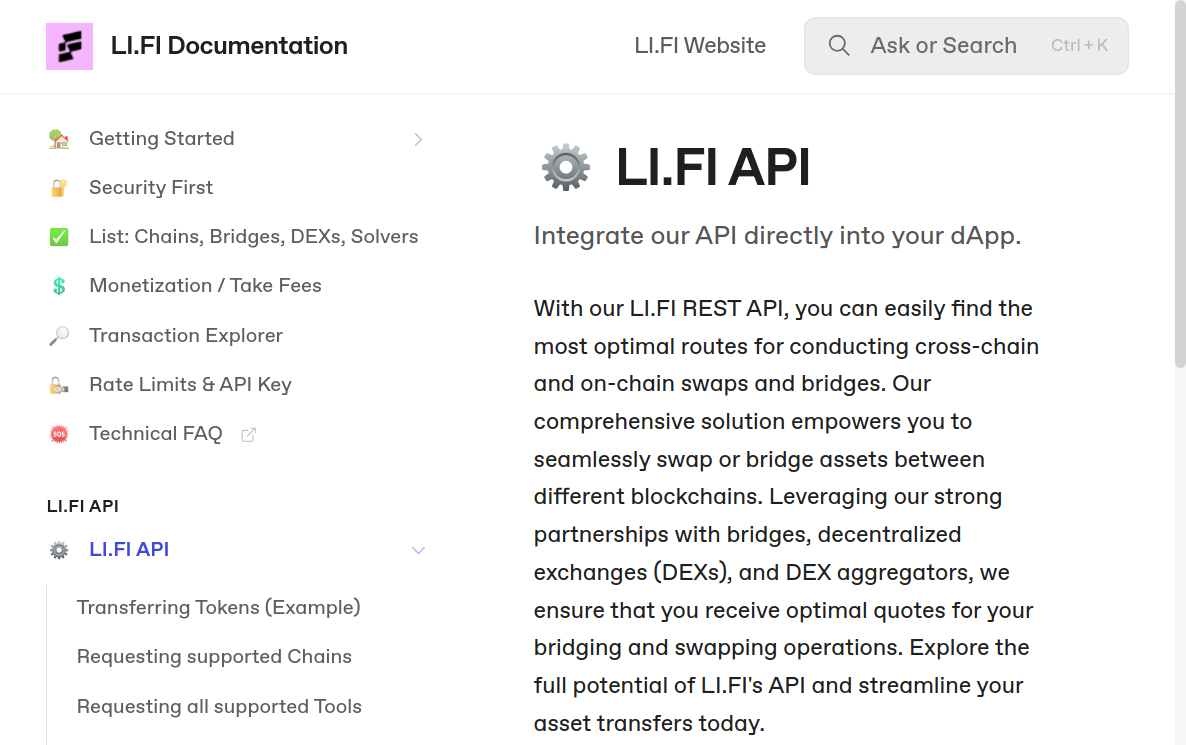 LI.FI Documentation
LI.FI Website
Ask or Search
Ctrl + K
Getting Started
Security First
List: Chains, Bridges, DEXs, Solvers
Monetization / Take Fees
Transaction Explorer
Rate Limits & API Key
SOS
Technical FAQ
LI.FI API
LI.FI API
Transferring Tokens (Example)
Requesting supported Chains
Requesting all supported Tools
LI.FI API
Integrate our API directly into your dApp.
With our LI.FI REST API, you can easily find the
most optimal routes for conducting cross-chain
and on-chain swaps and bridges. Our
comprehensive solution empowers you to
seamlessly swap or bridge assets between
different blockchains. Leveraging our strong
partnerships with bridges, decentralized
exchanges (DEXs), and DEX aggregators, we
ensure that you receive optimal quotes for your
bridging and swapping operations. Explore the
full potential of LI.FI's API and streamline your
asset transfers today.